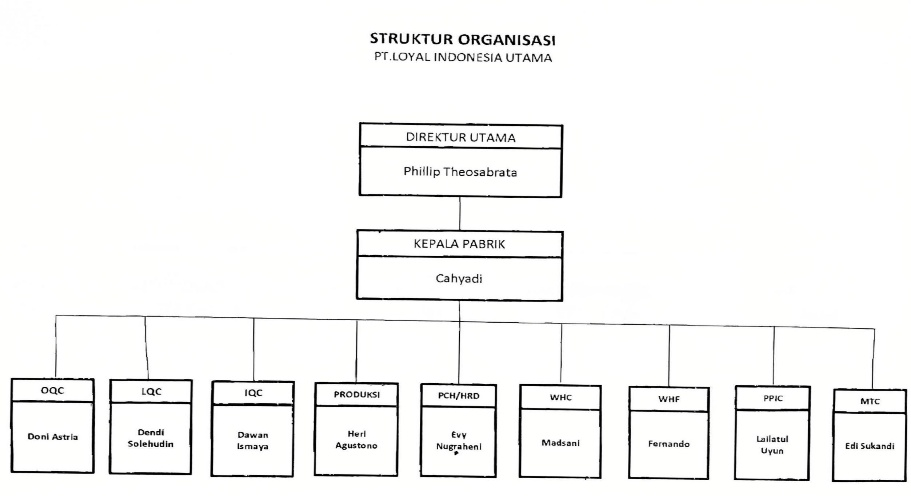 STRUKTUR ORGANISASI
PT.LOYAL INDONESIA UTAMA
DIREKTUR UTAMA
Phillip Theosabrata
KEPALA PABRIK
Cahyadi
OQC
Doni Astria
LQC
Dendi
Solehudin
IQC
Dawan
Ismaya
PRODUKSI
Heri
Agustono
PCH/HRD
Evy
Nugraheni
WHC
Madsani
WHF
Fernando
PPIC
Lailatul
Uyun
MTC
Edi Sukandi